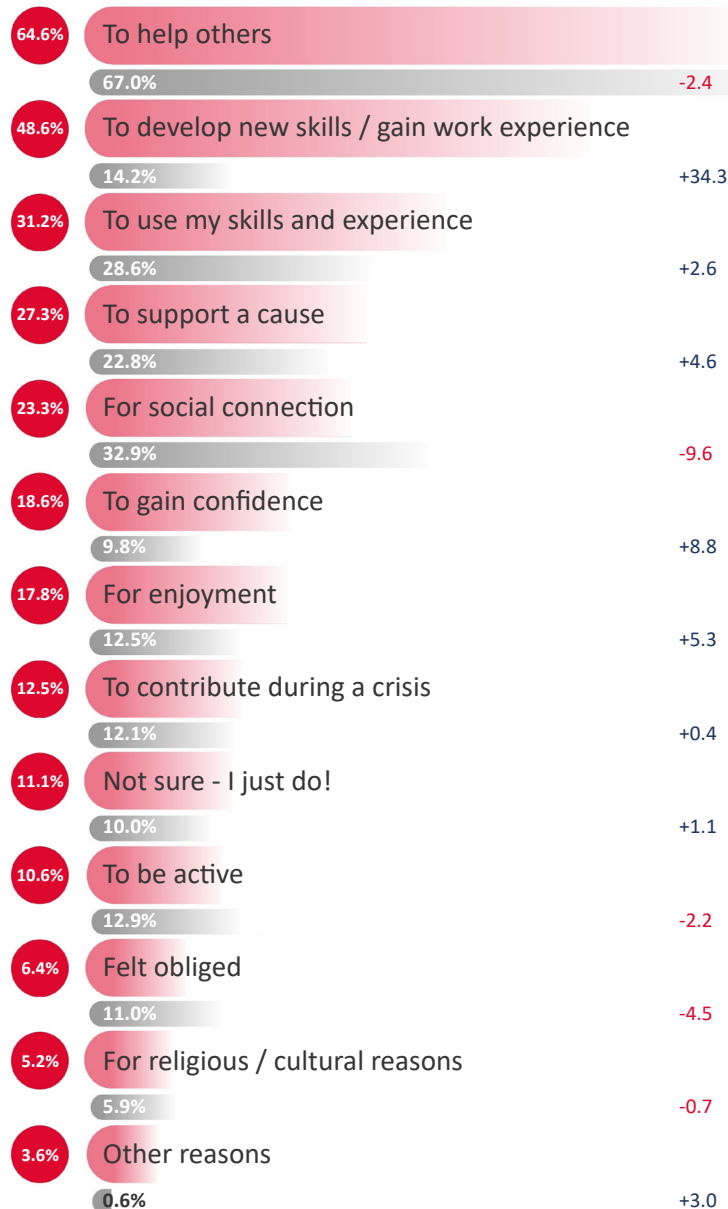 64.6% To help others
67.0% -2.4
48.6% To develop new skills / gain work experience
14.2% +34.3
31.2% To use my skills and experience
28.6% +2.6
27.3% To support a cause
22.8% +4.6
23.3% For social connection
32.9% -9.6
18.6% To gain confidence
9.8% +8.8
17.8% For enjoyment
12.5% +5.3
12.5% To contribute during a crisis
12.1% +0.4
11.1% Not sure - I just do!
10.0% +1.1
10.6% To be active
12.9% -2.2
6.4% Felt obliged
11.0% -4.5
5.2% For religious / cultural reasons
5.9% -0.7
3.6% Other reasons
0.6% +3.0